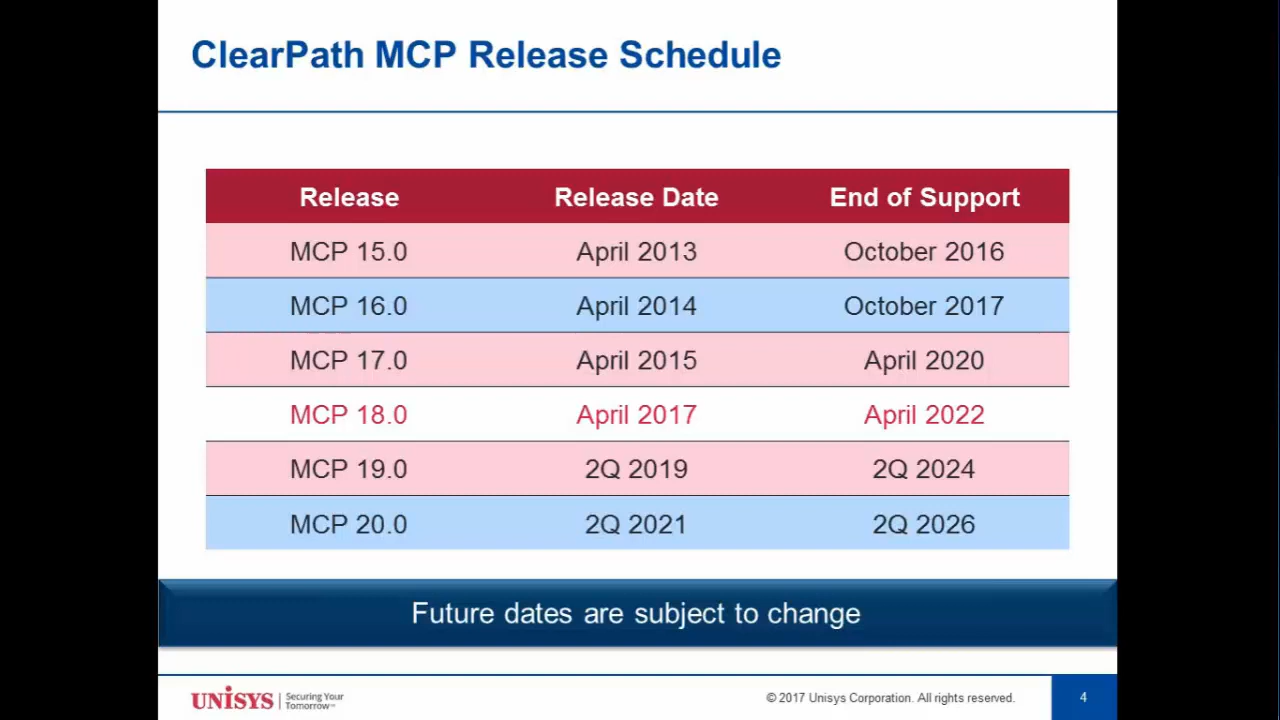 ClearPath MCP Release Schedule
Release Release Date End of Support
MCP 15.0 April 2013 October 2016
MCP 16.0 April 2014 October 2017
MCP 17.0 April 2015 April 2020
MCP 18.0 April 2017 April 2022
MCP 19.0 2Q 2019 2Q 2024
MCP 20.0 2Q 2021 2Q 2026
Future dates are subject to change
UNISYS
Securing Your
Tomorrow™
© 2017 Unisys Corporation. All rights reserved.
4